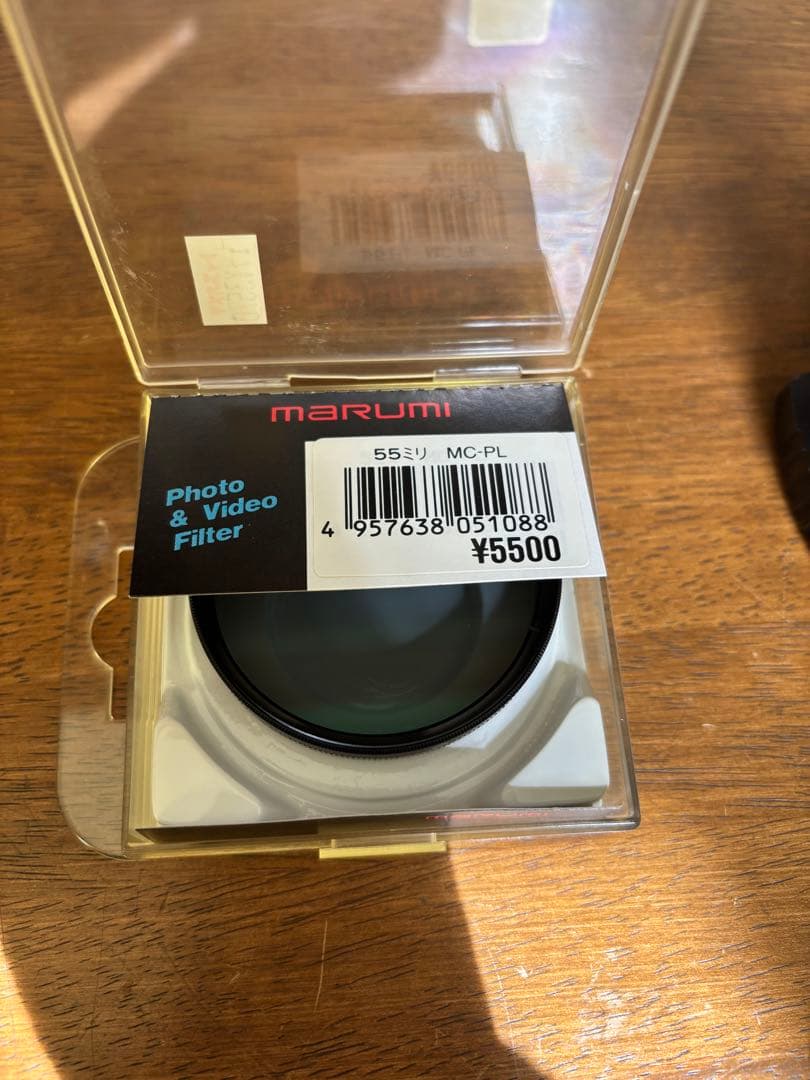 marumi
55ミリ MC-PL
Photo
& Video
Filter
4 957638 051088
¥5500